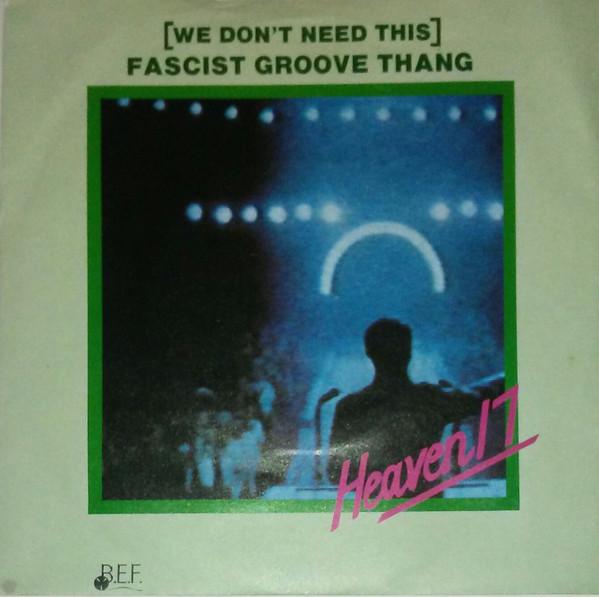 [WE DON'T NEED THIS]
FASCIST GROOVE THANG
Heaven 17
B.E.F.